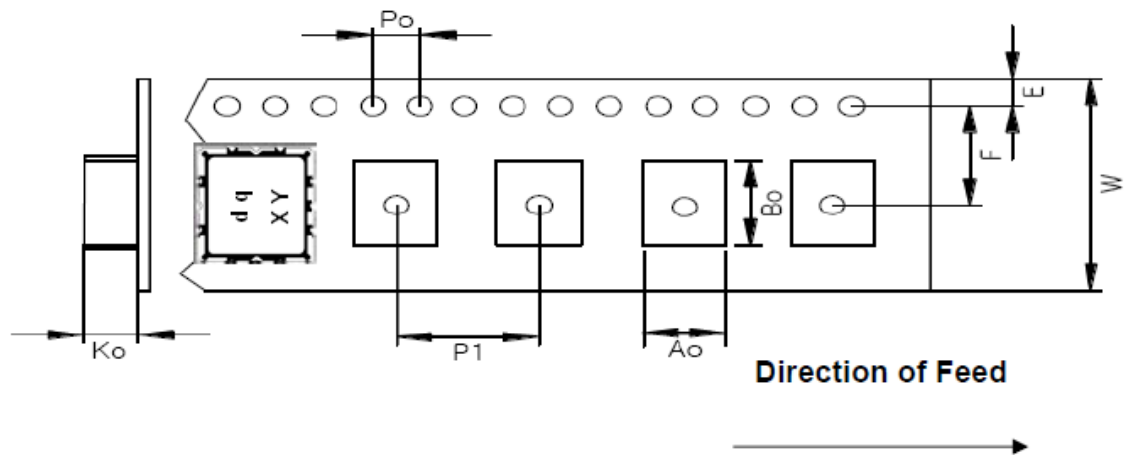 Po
E
F
W
d q
X Y
Bo
Ko
P1
Ao
Direction of Feed